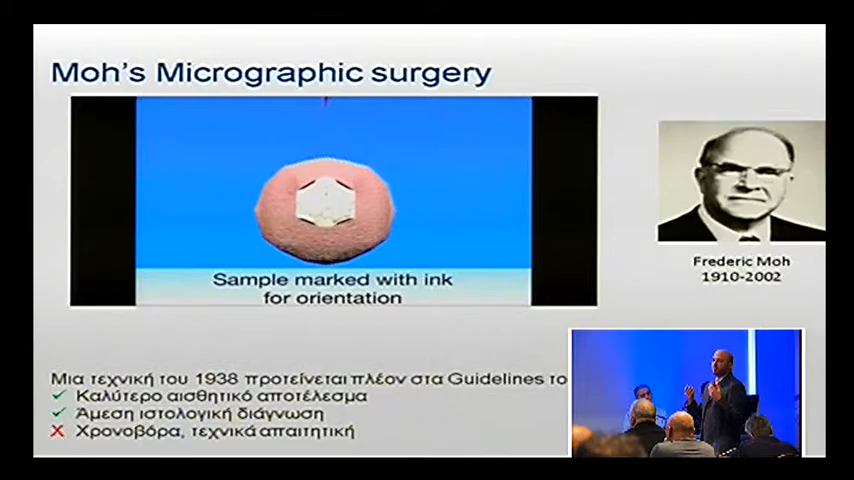 Moh's Micrographic surgery
Sample marked with ink
for orientation
Frederic Moh
1910-2002
Μια τεχνική του 1938 προτείνεται πλέον στα Guidelines το
Καλύτερο αισθητικό αποτέλεσμα
Άμεση ιστολογική διάγνωση
Χρονοβόρα, τεχνικά απαιτητική